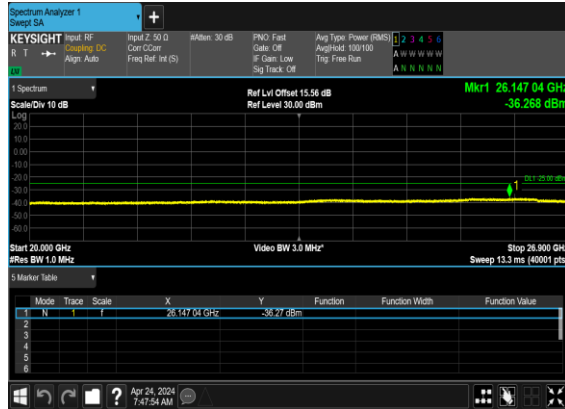 Spectrum Analyzer 1
Swept SA
+
KEYSIGHT Input: RF Input Z: 50 Ω #Atten: 30 dB PNO: Fast Avg Type: Power (RMS) 1 2 3 4 5 6
R T Coupling: DC Corr CCorr Gate: Off Avg|Hold: 100/100 A W W W W W
Align: Auto Freq Ref: Int (S) IF Gain: Low Trig: Free Run
Sig Track: Off A N N N N N
1 Spectrum Ref Lvl Offset 15.56 dB Mkr1 26.147 04 GHz
Scale/Div 10 dB Ref Level 30.00 dBm -36.268 dBm
Log
20.0
10.0
0.00
-10.0
-20.0
DL1 -25.00 dBm
1
-30.0
-40.0
-50.0
-60.0
Start 20.000 GHz Video BW 3.0 MHz* Stop 26.900 GHz
#Res BW 1.0 MHz Sweep 13.3 ms (40001 pts)
5 Marker Table
Mode Trace Scale X Y Function Function Width Function Value
1 N 1 f 26.147 04 GHz -36.27 dBm
2
3
4
5
6
? Apr 24, 2024
7:47:54 AM